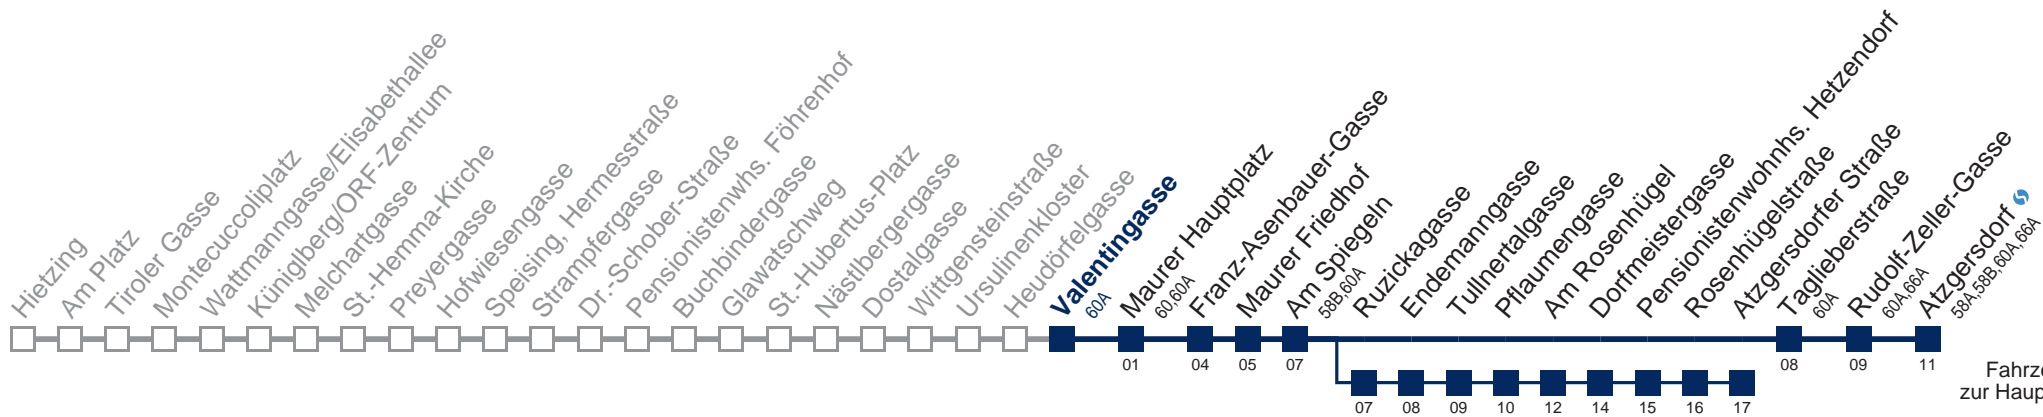 Hietzing
Am Platz
Tiroler Gasse
Montecuccoliplatz
Wattmanngasse/Elisabethallee
Küniglberg/ORF-Zentrum
Melchartgasse
St.-Hemma-Kirche
Preyergasse
Hofwiesengasse
Speising, Hermesstraße
Strampfergasse
Dr.-Schober-Straße
Pensionistenwhs. Föhrenhof
Buchbindergasse
Glawatschweg
St.-Hubertus-Platz
Nästlbergergasse
Dostalgasse
Wittgensteinstraße
Ursulinenkloster
Heudörfelgasse
Valentingasse
60A
Maurer Hauptplatz
60,60A
Franz-Asenbauer-Gasse
Maurer Friedhof
Am Spiegeln
58B,60A
Ruzickagasse
Endemanngasse
Tullnertalgasse
Pflaumengasse
Am Rosenhügel
Dorfmeistergasse
Pensionistenwohnhs. Hetzendorf
Rosenhügelstraße
Atzgersdorfer Straße
Taglieberstraße
60A
Rudolf-Zeller-Gasse
60A,66A
Atzgersdorf
58A,58B,60A,66A
01 04 05 07 08 09 11
07 08 09 10 12 14 15 16 17
Fahrze
zur Haup